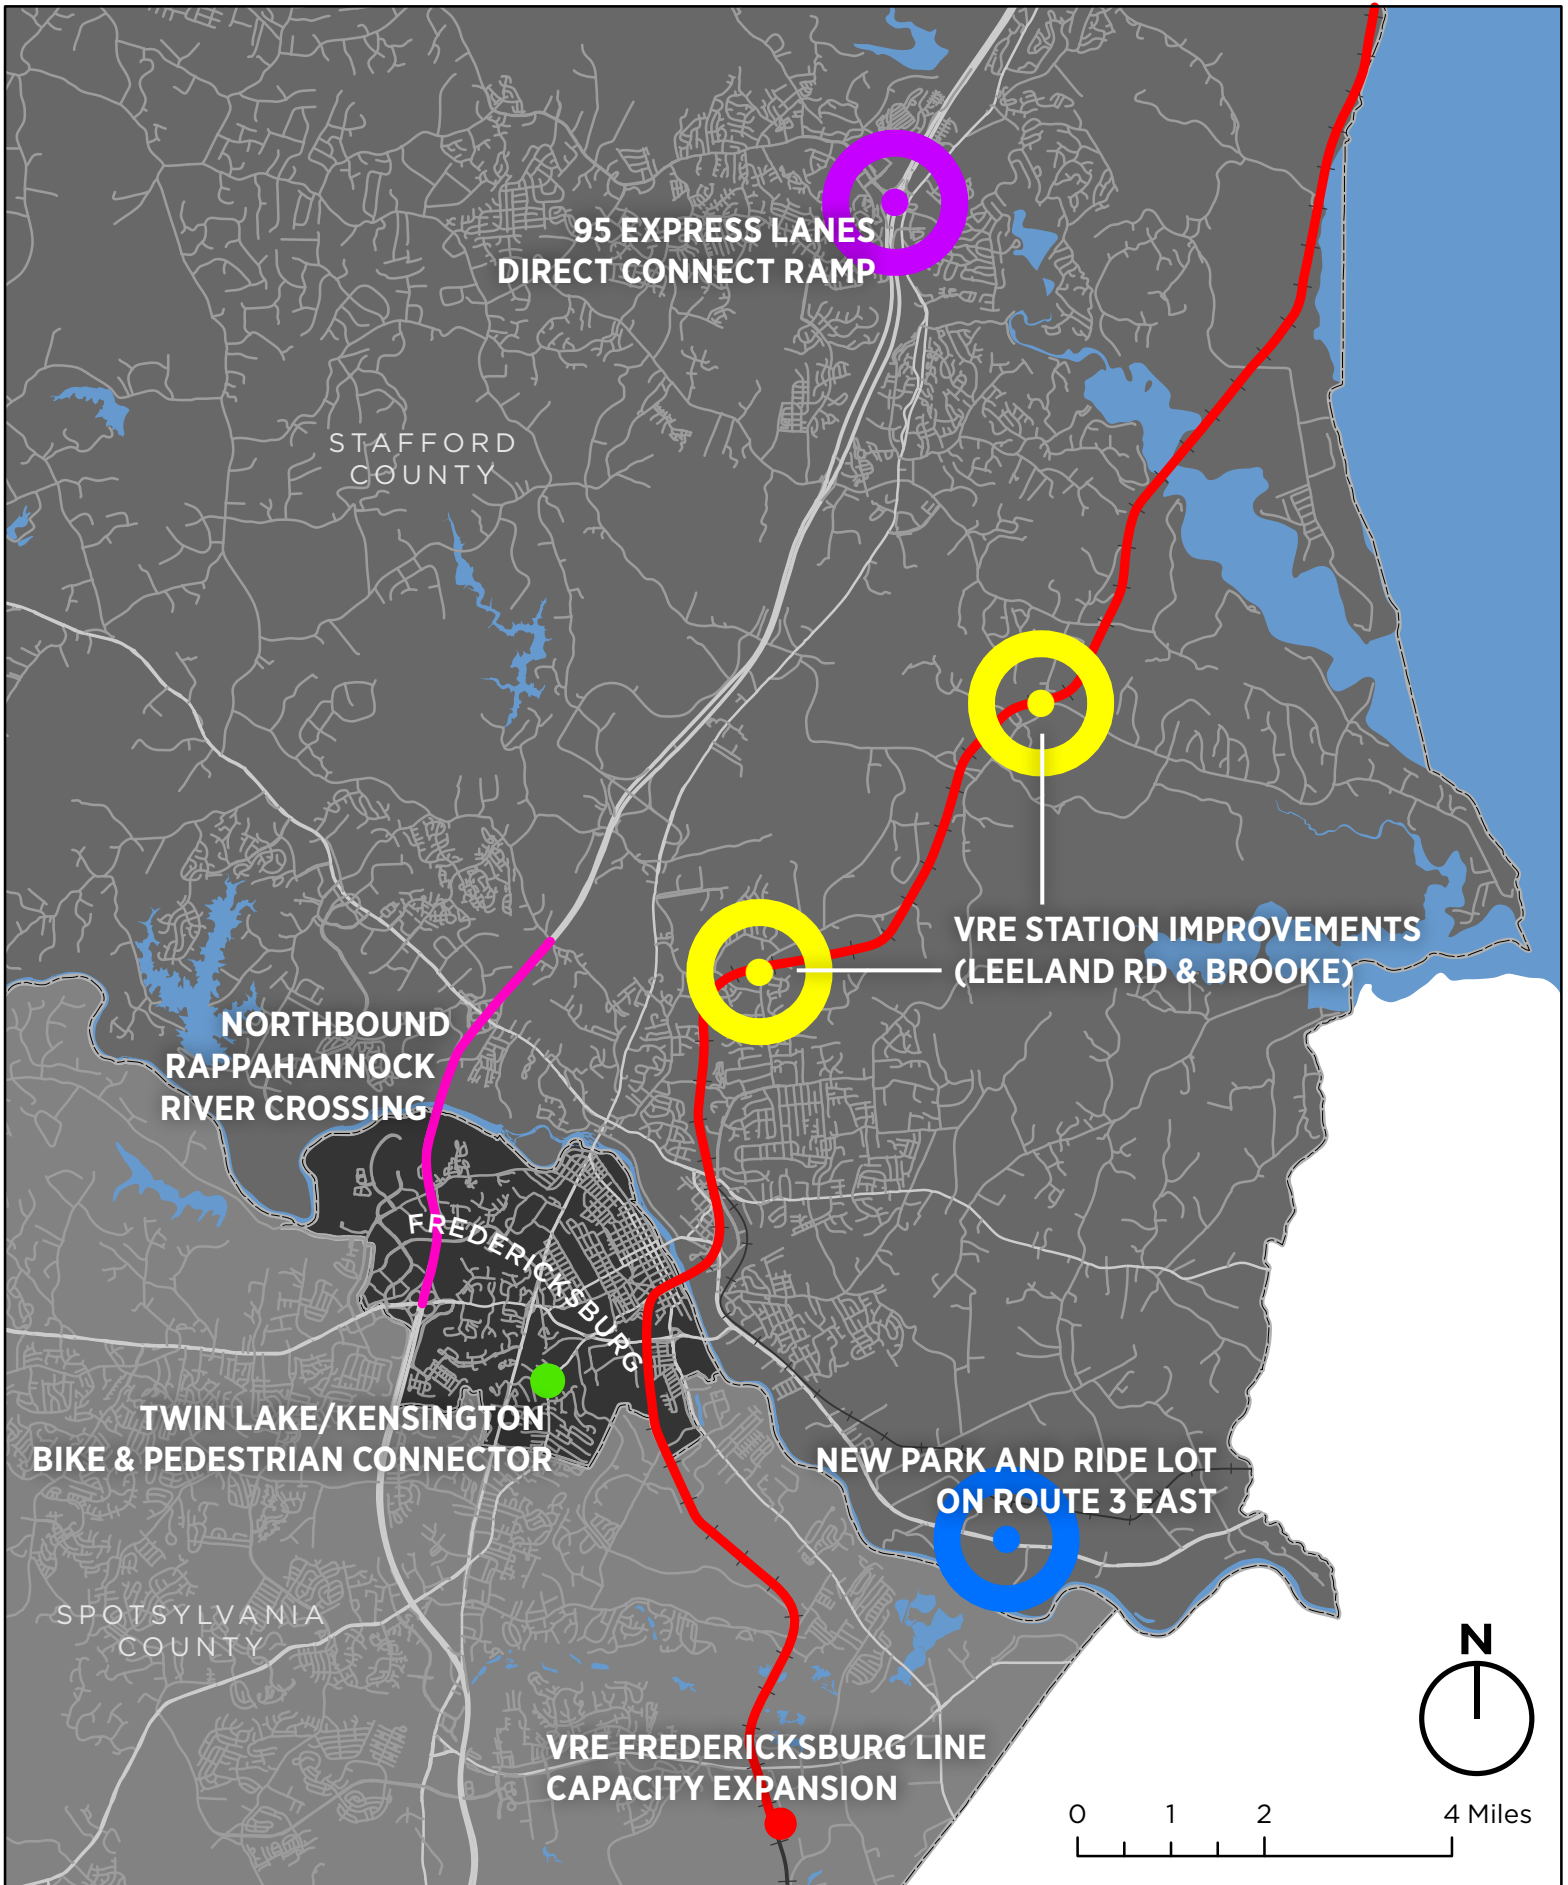 95 EXPRESS LANES
DIRECT CONNECT RAMP
STAFFORD
COUNTY
VRE STATION IMPROVEMENTS
(LEELAND RD & BROOKE)
NORTHBOUND
RAPPAHANNOCK
RIVER CROSSING
FREDERICKSBURG
TWIN LAKE/KENSINGTON
BIKE & PEDESTRIAN CONNECTOR
NEW PARK AND RIDE LOT
ON ROUTE 3 EAST
SPOTSYLVANIA
COUNTY
N
VRE FREDERICKSBURG LINE
CAPACITY EXPANSION
0 1 2 4 Miles